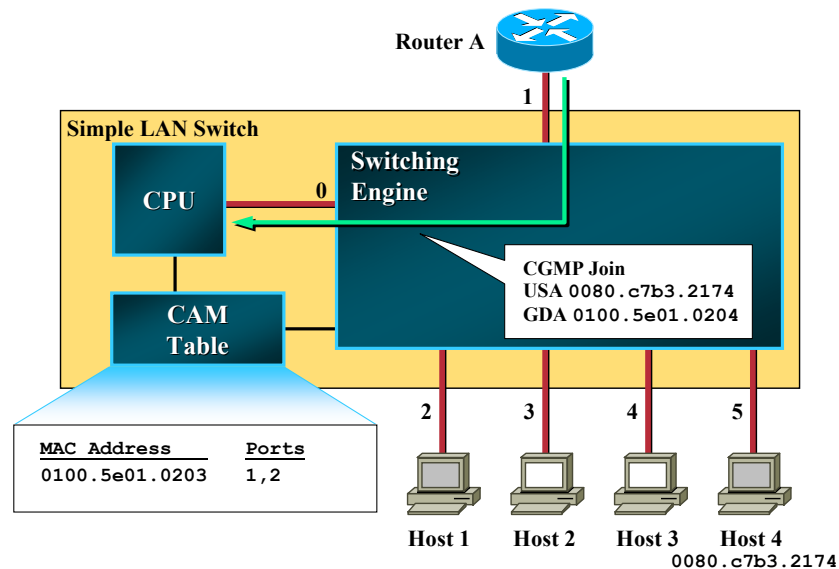 Router A
1
Simple LAN Switch
Switching
Engine
CPU
0
CGMP Join
USA 0080.c7b3.2174
GDA 0100.5e01.0204
CAM
Table
2
3
4
5
MAC Address Ports
0100.5e01.0203 1,2
Host 1
Host 2
Host 3
Host 4
0080.c7b3.2174